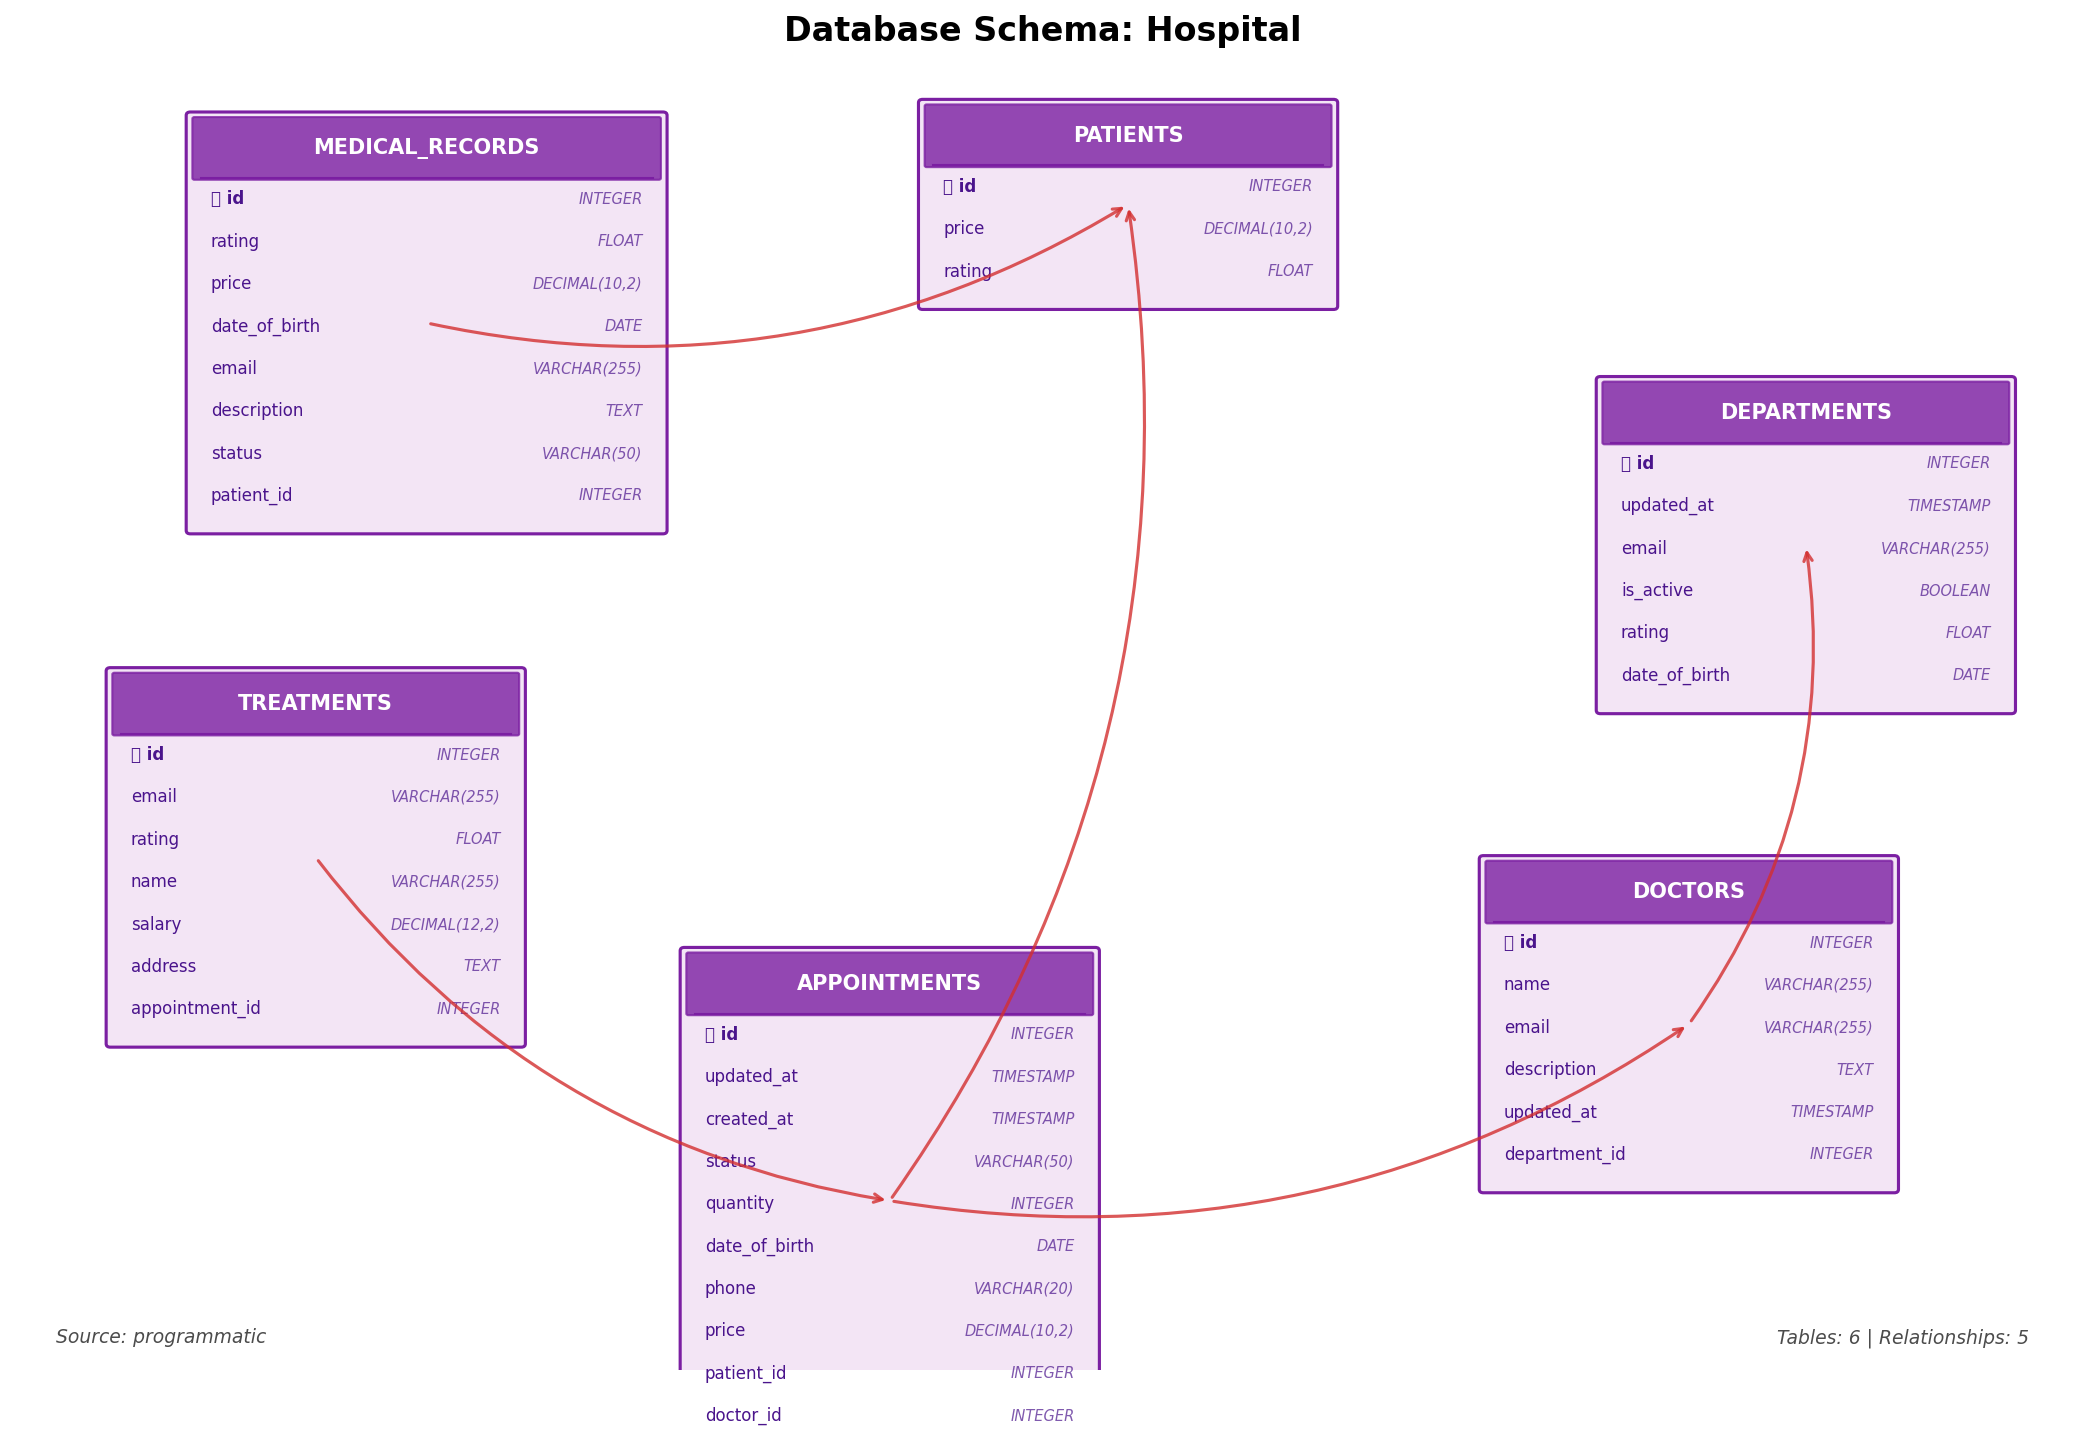 Database Schema: Hospital
MEDICAL_RECORDS
id INTEGER
rating FLOAT
price DECIMAL(10,2)
date_of_birth DATE
email VARCHAR(255)
description TEXT
status VARCHAR(50)
patient_id INTEGER
PATIENTS
id INTEGER
price DECIMAL(10,2)
rating FLOAT
DEPARTMENTS
id INTEGER
updated_at TIMESTAMP
email VARCHAR(255)
is_active BOOLEAN
rating FLOAT
date_of_birth DATE
TREATMENTS
id INTEGER
email VARCHAR(255)
rating FLOAT
name VARCHAR(255)
salary DECIMAL(12,2)
address TEXT
appointment_id INTEGER
APPOINTMENTS
id INTEGER
updated_at TIMESTAMP
created_at TIMESTAMP
status VARCHAR(50)
quantity INTEGER
date_of_birth DATE
phone VARCHAR(20)
price DECIMAL(10,2)
patient_id INTEGER
doctor_id INTEGER
DOCTORS
id INTEGER
name VARCHAR(255)
email VARCHAR(255)
description TEXT
updated_at TIMESTAMP
department_id INTEGER
Source: programmatic
Tables: 6 | Relationships: 5